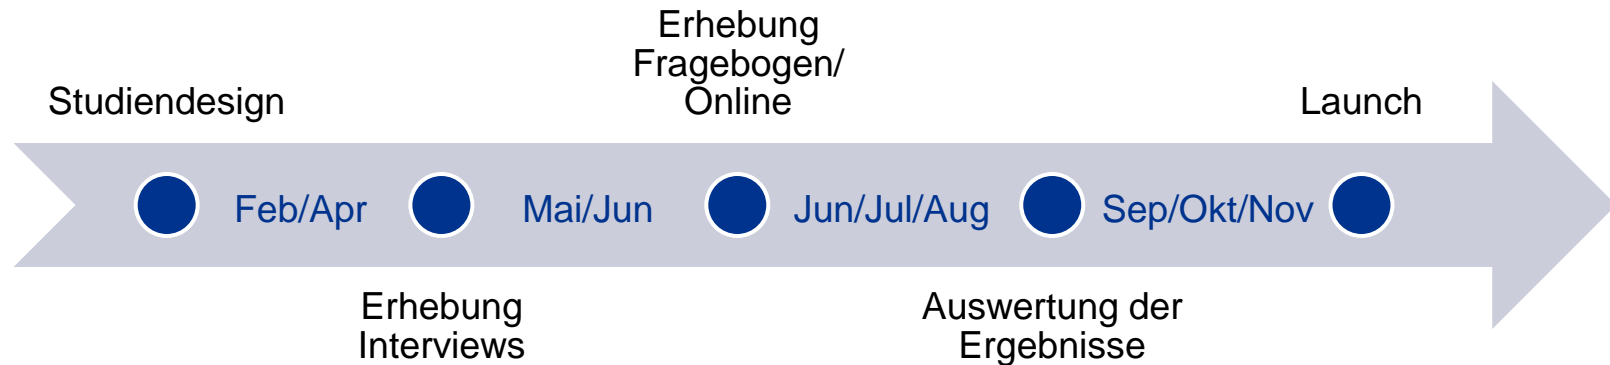 Erhebung
Fragebogen/
Online
Studiendesign
Launch
Feb/Apr
Mai/Jun
Jun/Jul/Aug
Sep/Okt/Nov
Erhebung
Interviews
Auswertung der
Ergebnisse